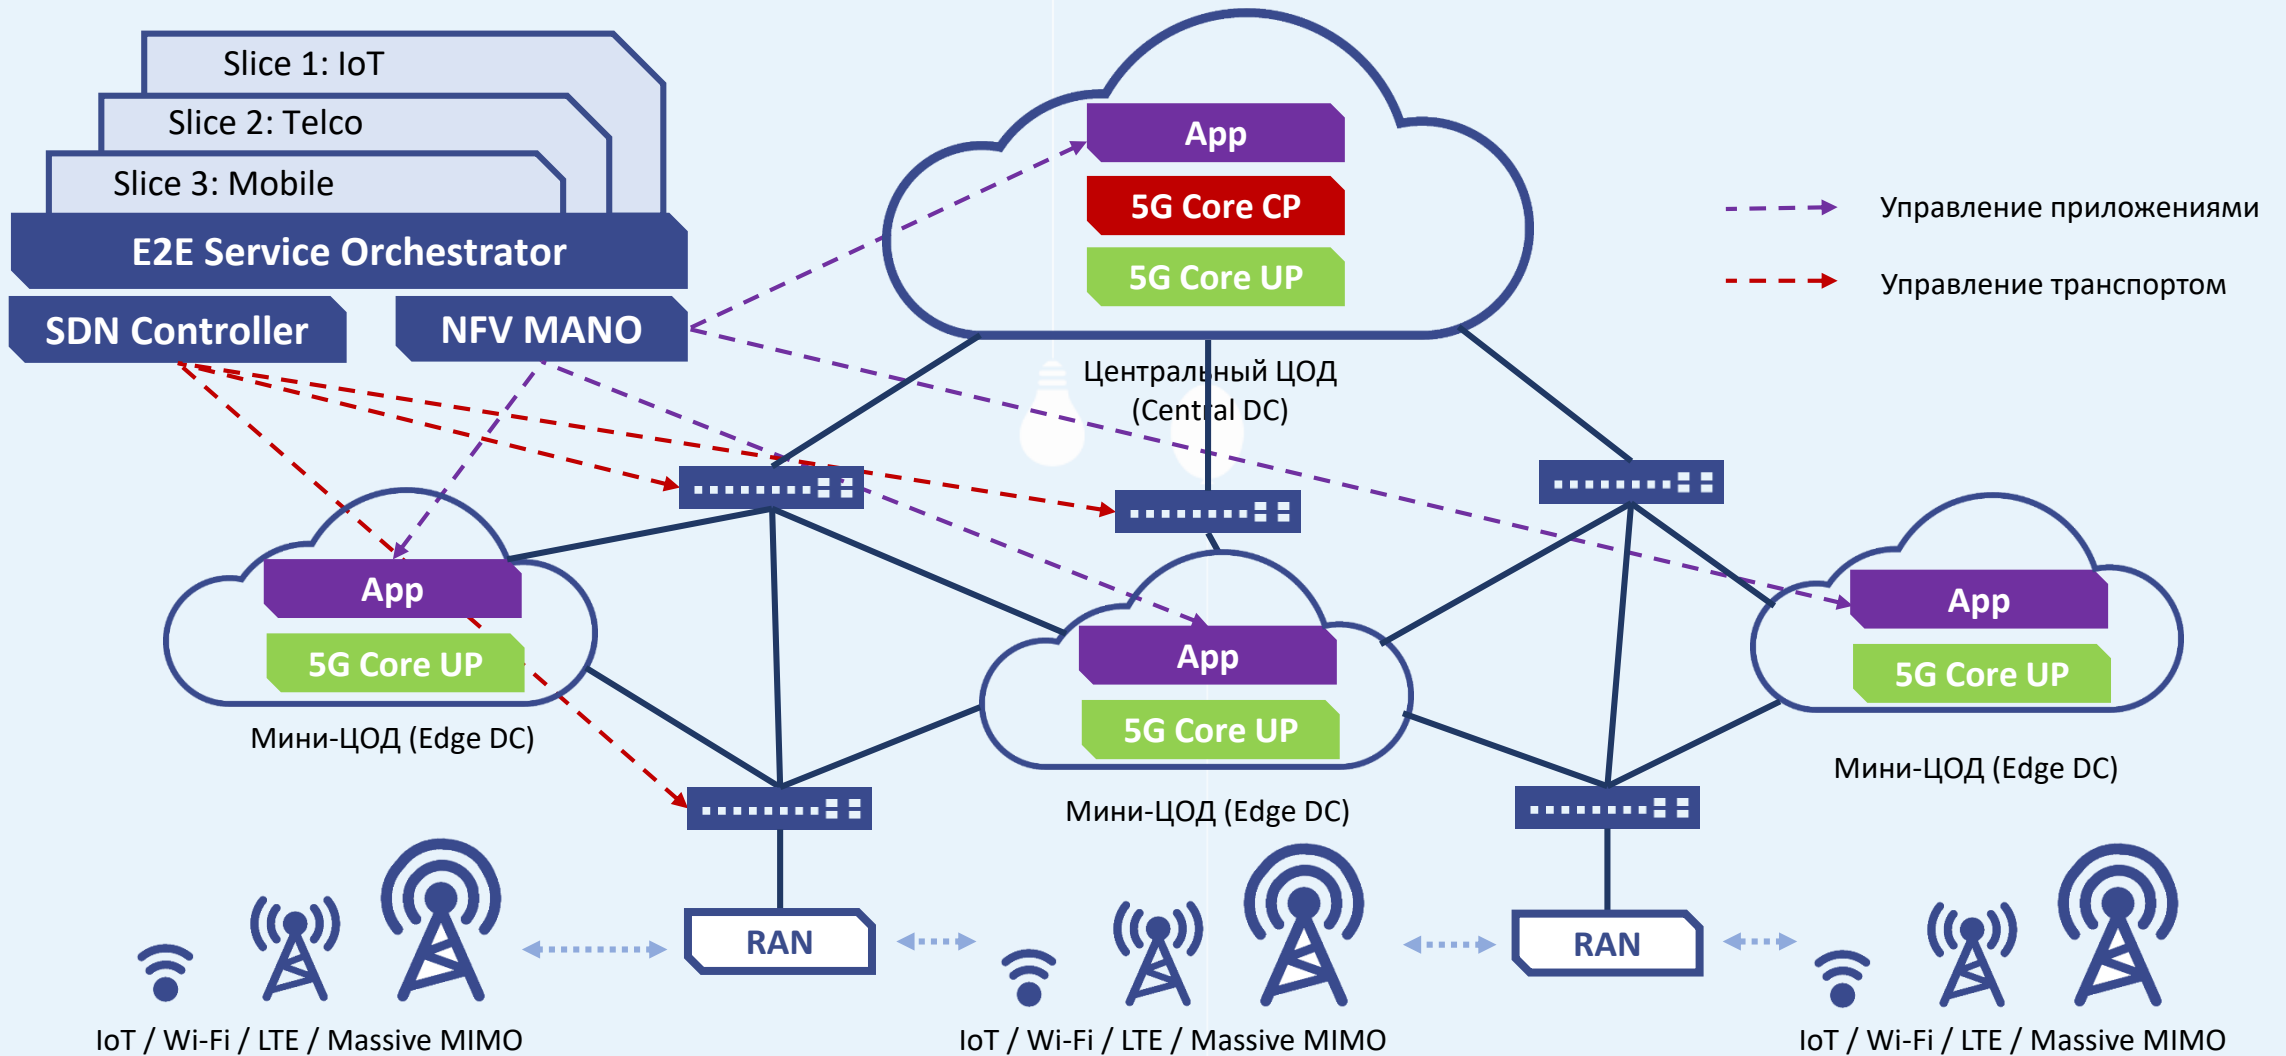 Slice 1: IoT
Slice 2: Telco
Slice 3: Mobile
E2E Service Orchestrator
SDN Controller
NFV MANO
App
5G Core CP
5G Core UP
Центральный ЦОД
(Central DC)
Управление приложениями
Управление транспортом
App
5G Core UP
Мини-ЦОД (Edge DC)
App
5G Core UP
Мини-ЦОД (Edge DC)
App
5G Core UP
Мини-ЦОД (Edge DC)
RAN
RAN
IoT / Wi-Fi / LTE / Massive MIMO
IoT / Wi-Fi / LTE / Massive MIMO
IoT / Wi-Fi / LTE / Massive MIMO